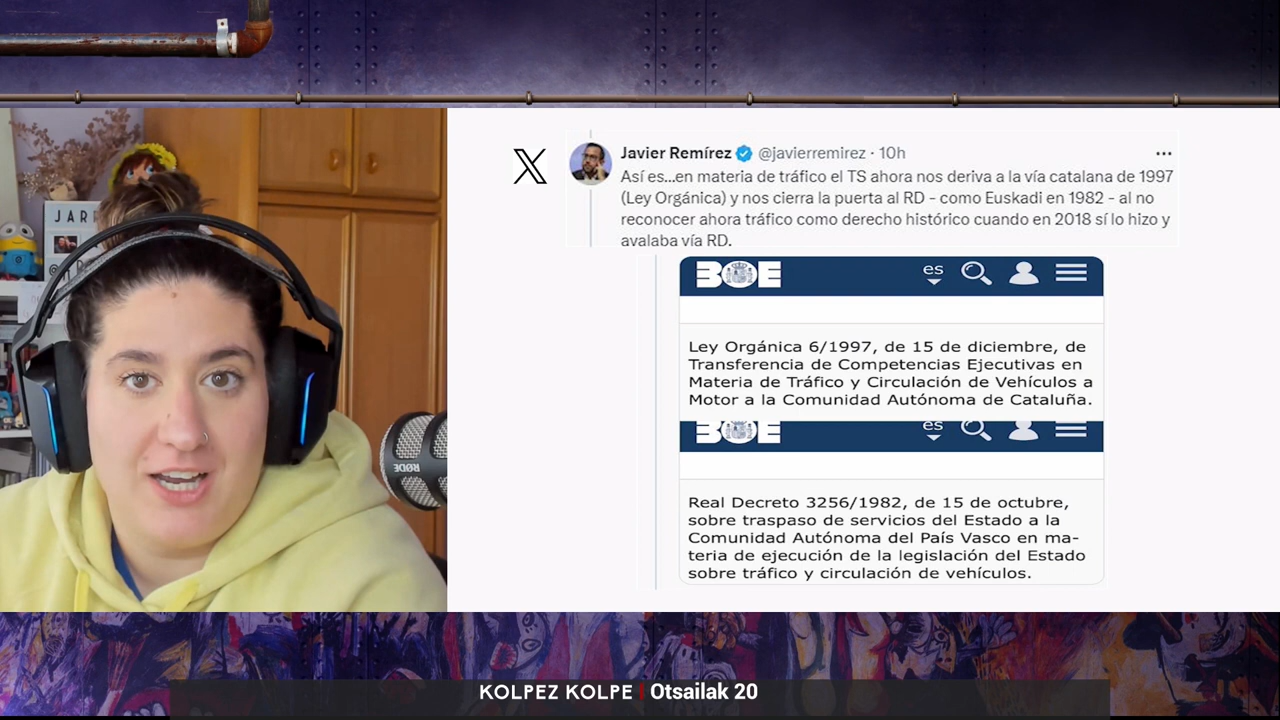 JARR
RØDE
X
Javier Remírez @javierremirez · 10h
Así es...en materia de tráfico el TS ahora nos deriva a la vía catalana de 1997
(Ley Orgánica) y nos cierra la puerta al RD - como Euskadi en 1982 - al no
reconocer ahora tráfico como derecho histórico cuando en 2018 sí lo hizo y
avalaba vía RD.
BOE es
Ley Orgánica 6/1997, de 15 de diciembre, de
Transferencia de Competencias Ejecutivas en
Materia de Tráfico y Circulación de Vehículos a
Motor a la Comunidad Autónoma de Cataluña.
BOE es
Real Decreto 3256/1982, de 15 de octubre,
sobre traspaso de servicios del Estado a la
Comunidad Autónoma del País Vasco en ma-
teria de ejecución de la legislación del Estado
sobre tráfico y circulación de vehículos.
KOLPEZ KOLPE | Otsailak 20